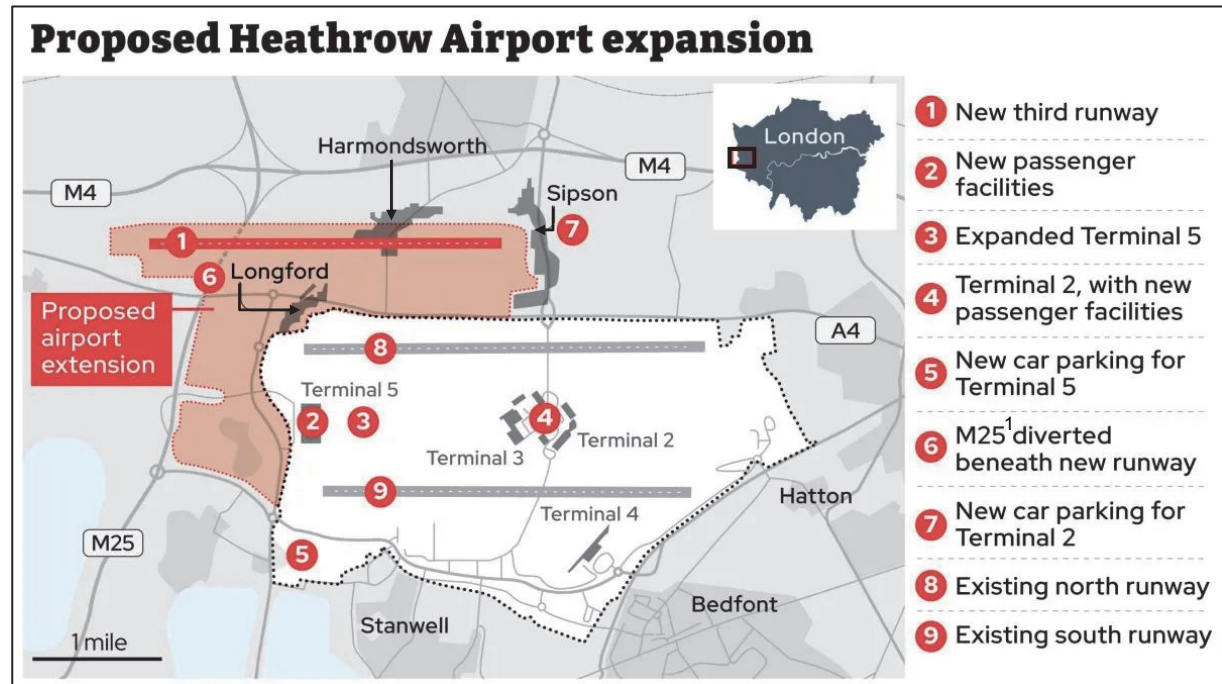 Proposed Heathrow Airport expansion
Harmondsworth
London
M4
M4
Sipson
7
1
6
Longford
Proposed
airport
extension
A4
8
Terminal 5
2
3
4
Terminal 2
Terminal 3
9
Hatton
Terminal 4
M25
5
Bedfont
Stanwell
1 mile
1 New third runway
2 New passenger
facilities
3 Expanded Terminal 5
4 Terminal 2, with new
passenger facilities
5 New car parking for
Terminal 5
6 M25¹ diverted
beneath new runway
7 New car parking for
Terminal 2
8 Existing north runway
9 Existing south runway